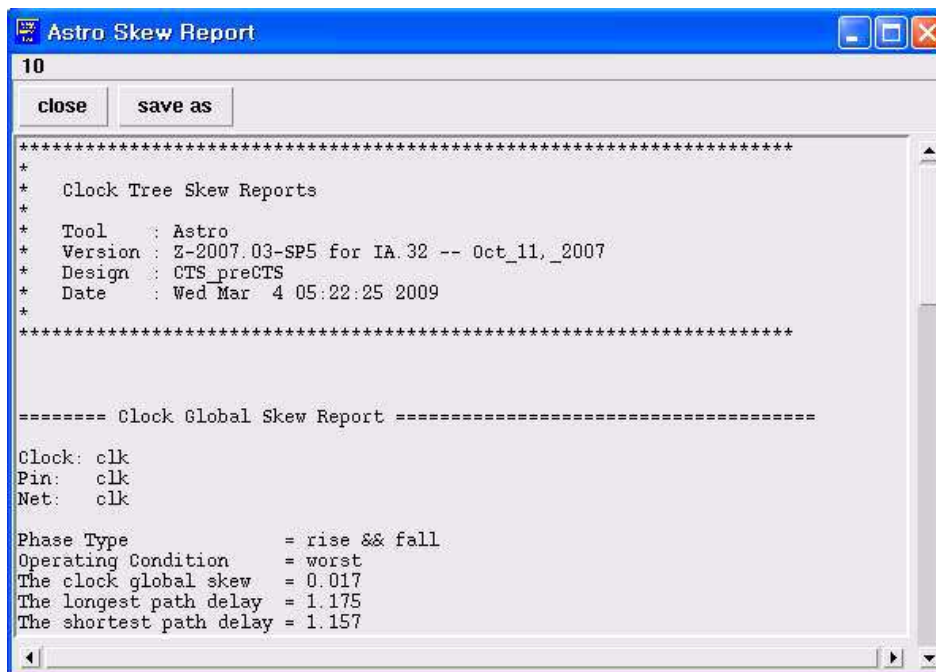 Astro Skew Report
10
close save as
***********************************************************************
*
*   Clock Tree Skew Reports
*
*   Tool    : Astro
*   Version : Z-2007.03-SP5 for IA.32 -- Oct_11,_2007
*   Design  : CTS_preCTS
*   Date    : Wed Mar  4 05:22:25 2009
*
***********************************************************************
======== Clock Global Skew Report ======================================
Clock: clk
Pin:   clk
Net:   clk
Phase Type              = rise && fall
Operating Condition     = worst
The clock global skew   = 0.017
The longest path delay  = 1.175
The shortest path delay = 1.157